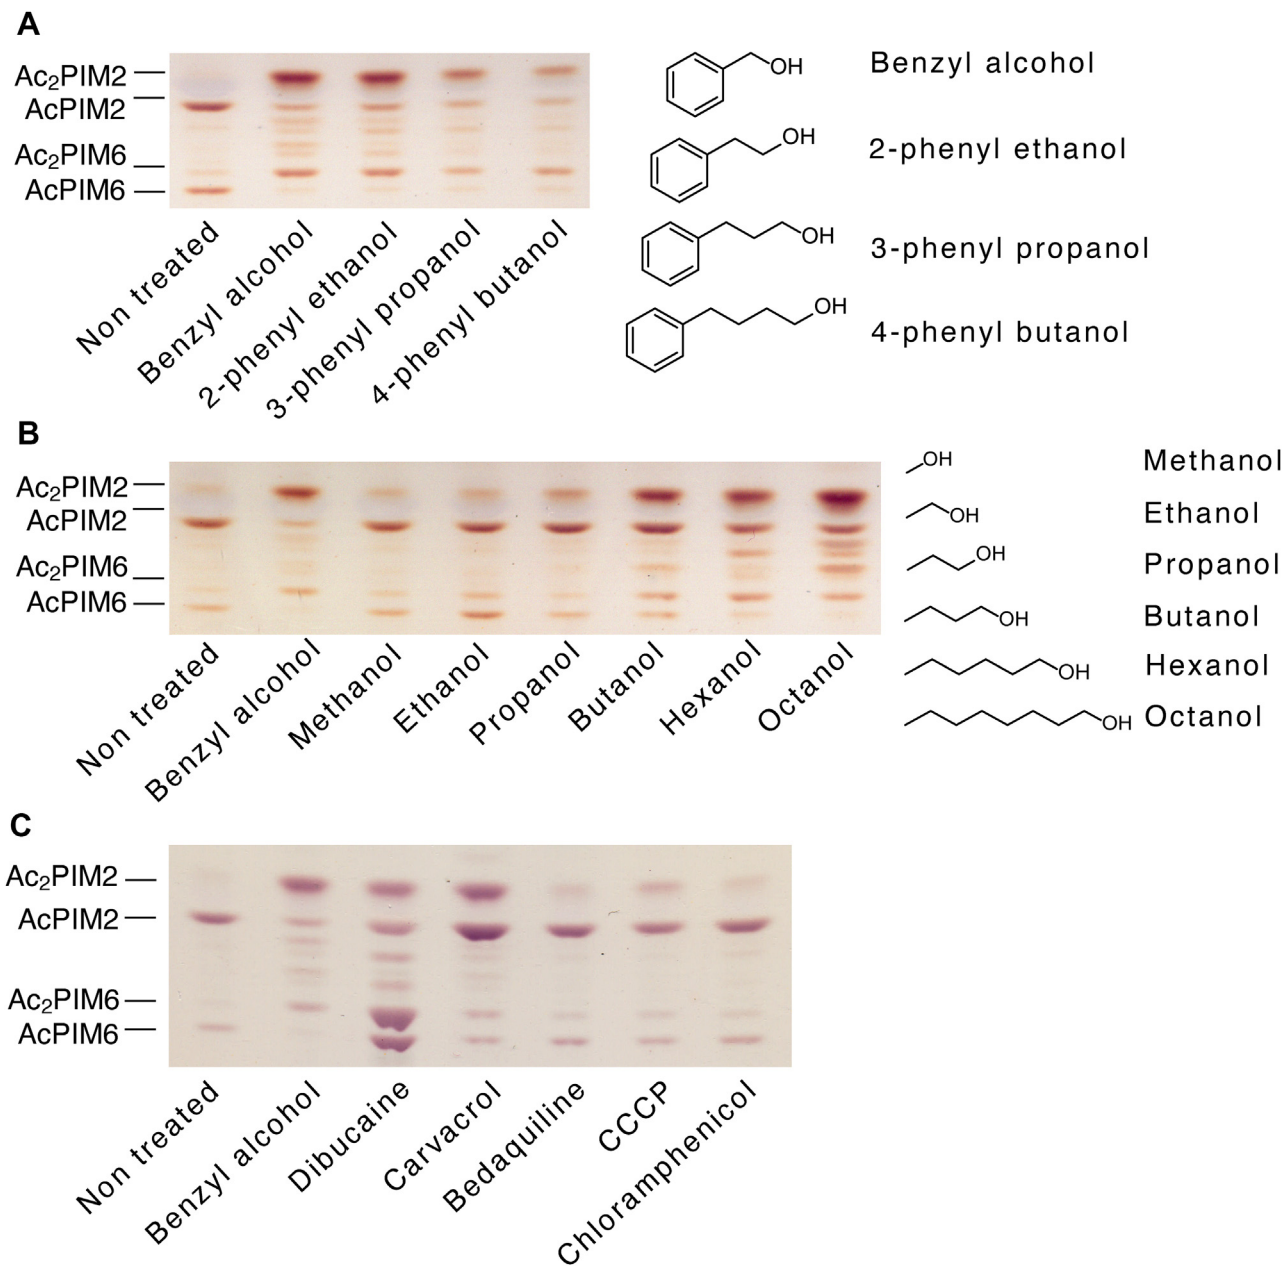 A
Ac₂PIM2
AcPIM2
Ac₂PIM6
AcPIM6
Non treated
Benzyl alcohol
2-phenyl ethanol
3-phenyl propanol
4-phenyl butanol
OH
Benzyl alcohol
OH
2-phenyl ethanol
OH
3-phenyl propanol
OH
4-phenyl butanol
B
Ac₂PIM2
AcPIM2
Ac₂PIM6
AcPIM6
Non treated
Benzyl alcohol
Methanol
Ethanol
Propanol
Butanol
Hexanol
Octanol
OH
Methanol
OH
Ethanol
OH
Propanol
OH
Butanol
OH
Hexanol
OH
Octanol
C
Ac₂PIM2
AcPIM2
Ac₂PIM6
AcPIM6
Non treated
Benzyl alcohol
Dibucaine
Carvacrol
Bedaquiline
CCCP
Chloramphenicol